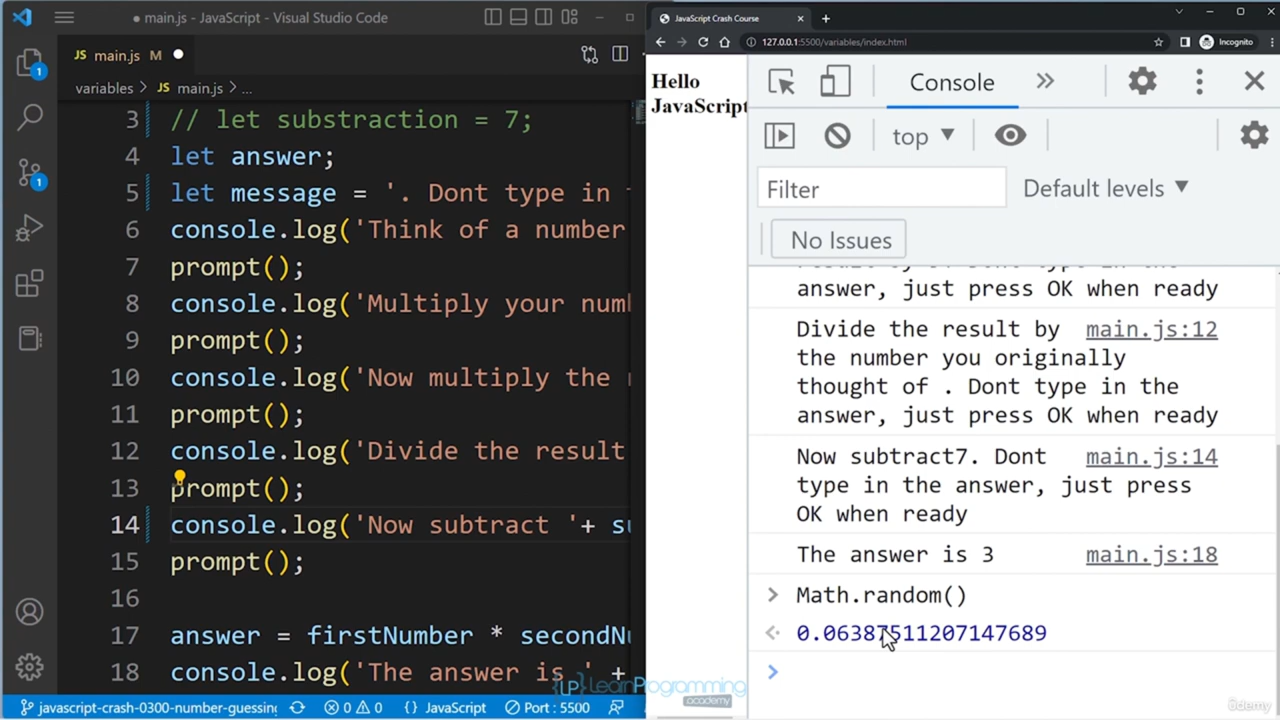 ● main.js - JavaScript - Visual Studio Code
JS main.js M ●
variables > JS main.js > ...
3 // let substraction = 7;
4 let answer;
5 let message = '. Dont type in
6 console.log('Think of a number
7 prompt();
8 console.log('Multiply your
9 prompt();
10 console.log('Now multiply the
11 prompt();
12 console.log('Divide the result
13 prompt();
14 console.log('Now subtract '+
15 prompt();
16
17 answer = firstNumber *
18 console.log('The answer is ' +
javascript-crash-0300-number-guessing
0 0 {} JavaScript Port : 5500
1
1
JavaScript Crash Course
127.0.0.1:5500/variables/index.html
Incognito
Hello
JavaScript
Console
top
Filter
Default levels
No Issues
answer, just press OK when ready
Divide the result by main.js:12
the number you originally
thought of . Dont type in the
answer, just press OK when ready
Now subtract7. Dont main.js:14
type in the answer, just press
OK when ready
The answer is 3 main.js:18
> Math.random()
0.06387511207147689
>
LP LearnProgramming
academy
ûdemy